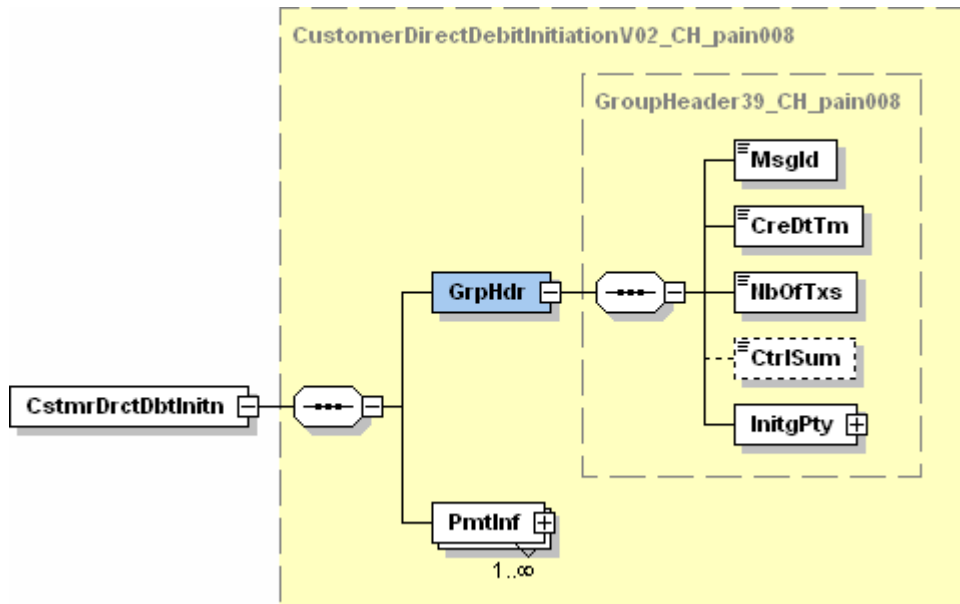 CustomerDirectDebitInitiationV02_CH_pain008
GroupHeader39_CH_pain008
MsgId
CreDtTm
GrpHdr
NbOfTxs
CtrlSum
CstmrDrctDbtInitn
InitgPty
PmtInf
1..∞